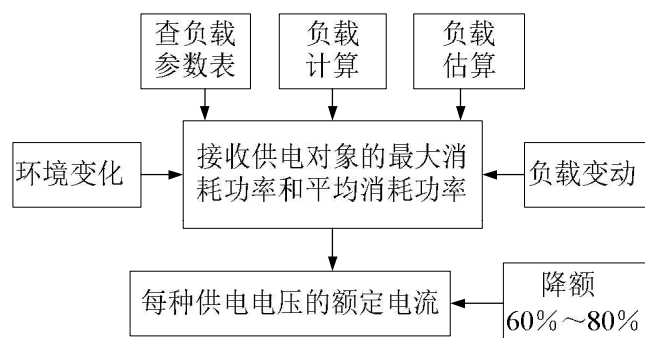 查负载
参数表
负载
计算
负载
估算
环境变化
接收供电对象的最大消
耗功率和平均消耗功率
负载变动
每种供电电压的额定电流
降额
60%~80%